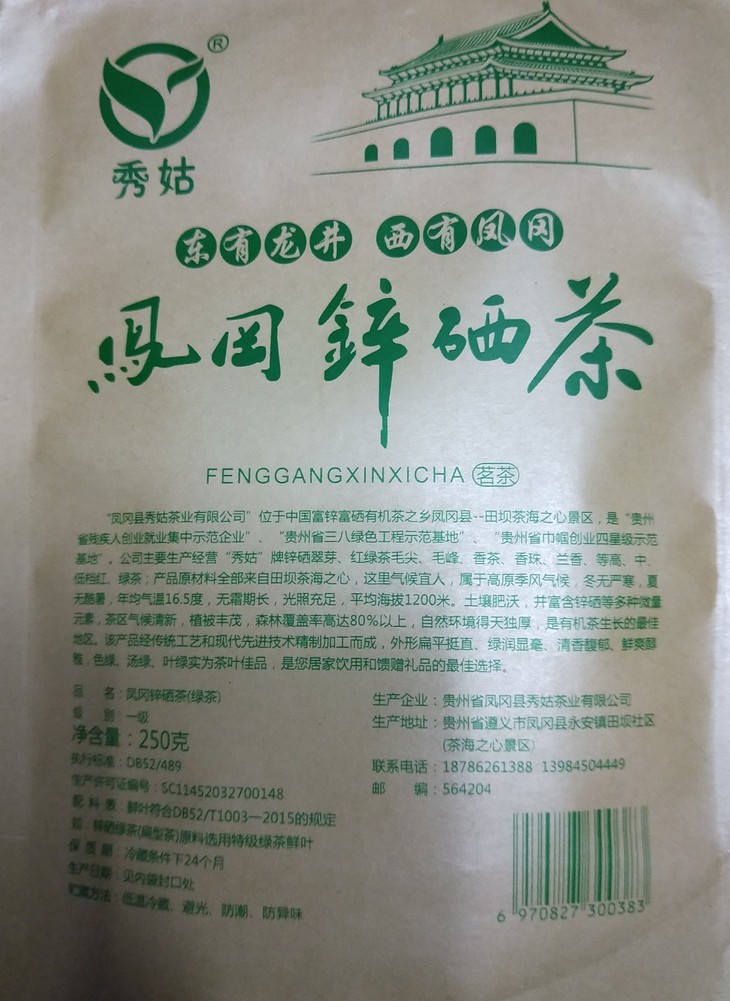 ®
秀姑
东有龙井 西有凤冈
鳳岡鋅硒茶
FENGGANGXINXICHA 茗茶
“凤冈县秀姑茶业有限公司”位于中国富锌富硒有机茶之乡凤冈县--田坝茶海之心景区，是“贵州
省残疾人创业就业集中示范企业”、“贵州省三八绿色工程示范基地”、“贵州省巾帼创业四星级示范
基地”。公司主要生产经营“秀姑”牌锌硒翠芽、红绿茶毛尖、毛峰、香茶、香珠、兰香、等高、中、
低档红、绿茶；产品原材料全部来自田坝茶海之心，这里气候宜人，属于高原季风气候，冬无严寒，夏
无酷暑，年均气温16.5度，无霜期长，光照充足，平均海拔1200米。土壤肥沃，并富含锌硒等多种微量
元素，茶区气候清新，植被丰茂，森林覆盖率高达80%以上，自然环境得天独厚，是有机茶生长的最佳
地区。该产品经传统工艺和现代先进技术精制加工而成，外形扁平挺直、绿润显毫、清香馥郁、鲜爽醇
雅，色绿、汤绿、叶绿实为茶叶佳品，是您居家饮用和馈赠礼品的最佳选择。
品 名：凤冈锌硒茶(绿茶)
级 别：一级
净含量：250克
执行标准：DB52/489
生产许可证编号：SC11452032700148
配 料 表：鲜叶符合DB52/T1003—2015的规定
如：锌硒绿茶(扁型茶)原料选用特级绿茶鲜叶
保 质 期：冷藏条件下24个月
生产日期：见内袋封口处
贮藏方法：低温冷藏、避光、防潮、防异味
生产企业：贵州省凤冈县秀姑茶业有限公司
生产地址：贵州省遵义市凤冈县永安镇田坝社区
(茶海之心景区)
联系电话：18786261388 13984504449
邮 编：564204
6 970827 300383